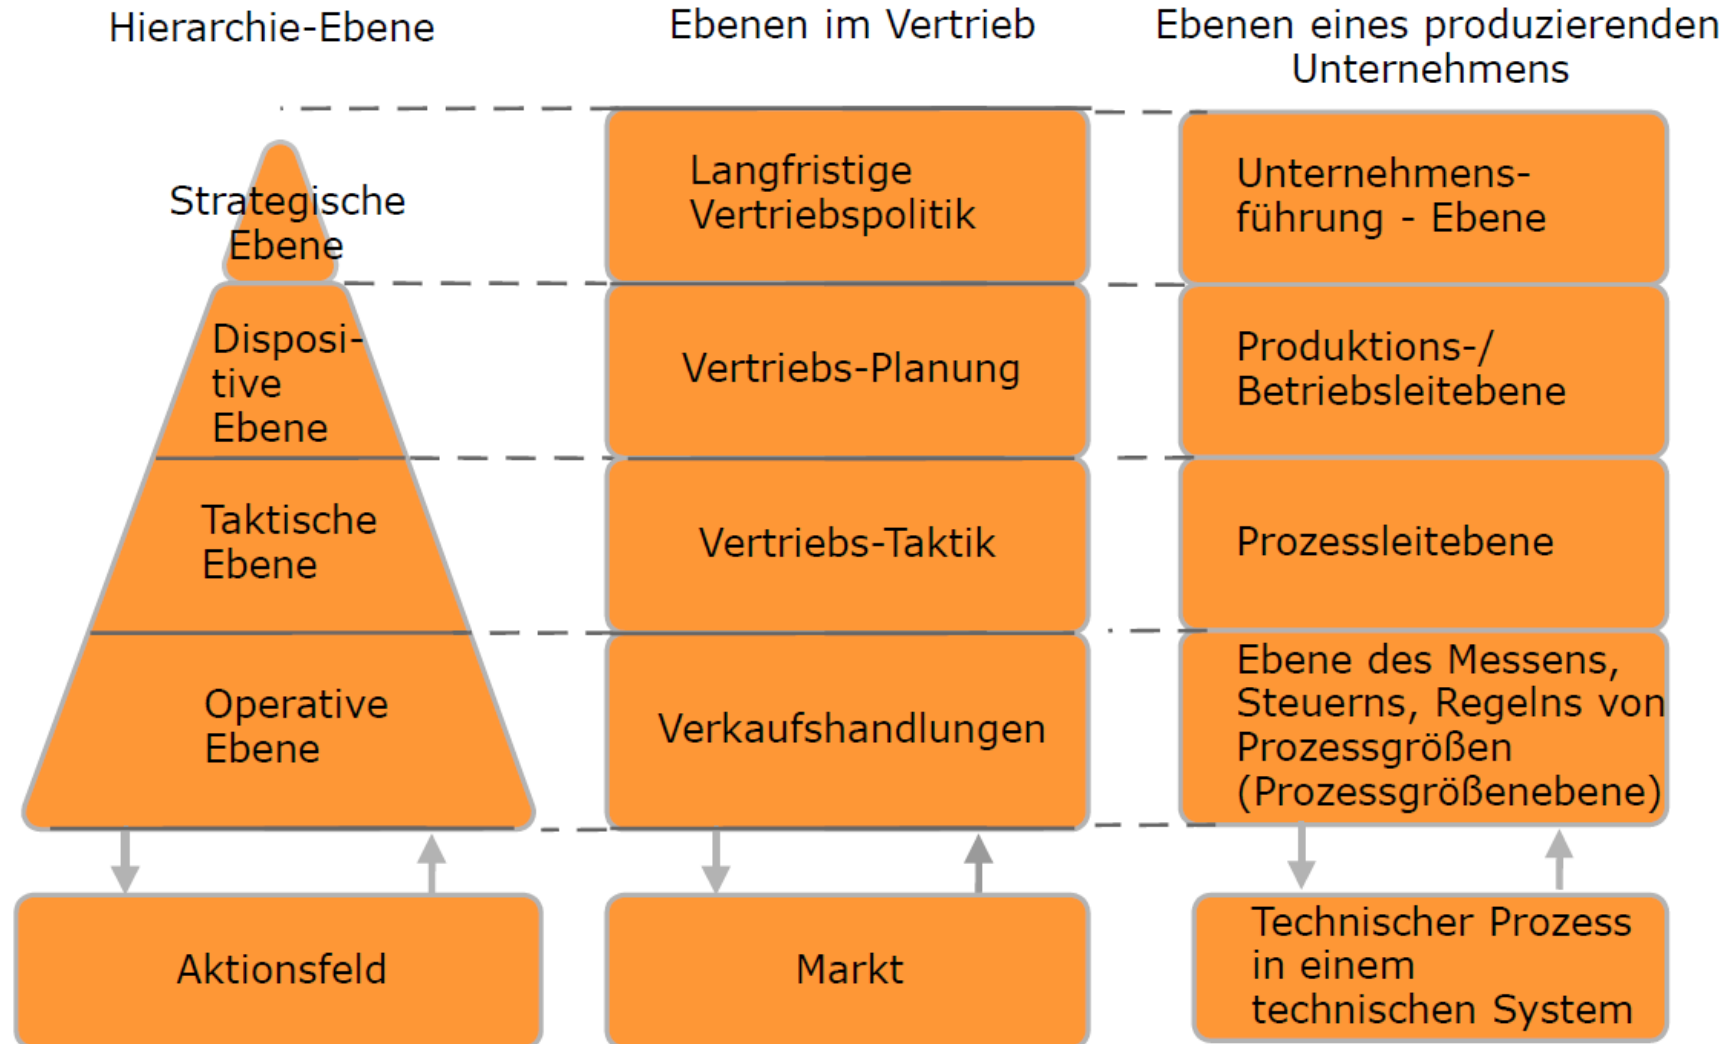 Hierarchie-Ebene
Ebenen im Vertrieb
Ebenen eines produzierenden
Unternehmens
Strategische
Ebene
Langfristige
Vertriebspolitik
Unternehmens-
führung - Ebene
Disposi-
tive
Ebene
Vertriebs-Planung
Produktions-/
Betriebsleitebene
Taktische
Ebene
Vertriebs-Taktik
Prozessleitebene
Operative
Ebene
Verkaufshandlungen
Ebene des Messens,
Steuerns, Regelns von
Prozessgrößen
(Prozessgrößenebene)
Aktionsfeld
Markt
Technischer Prozess
in einem
technischen System